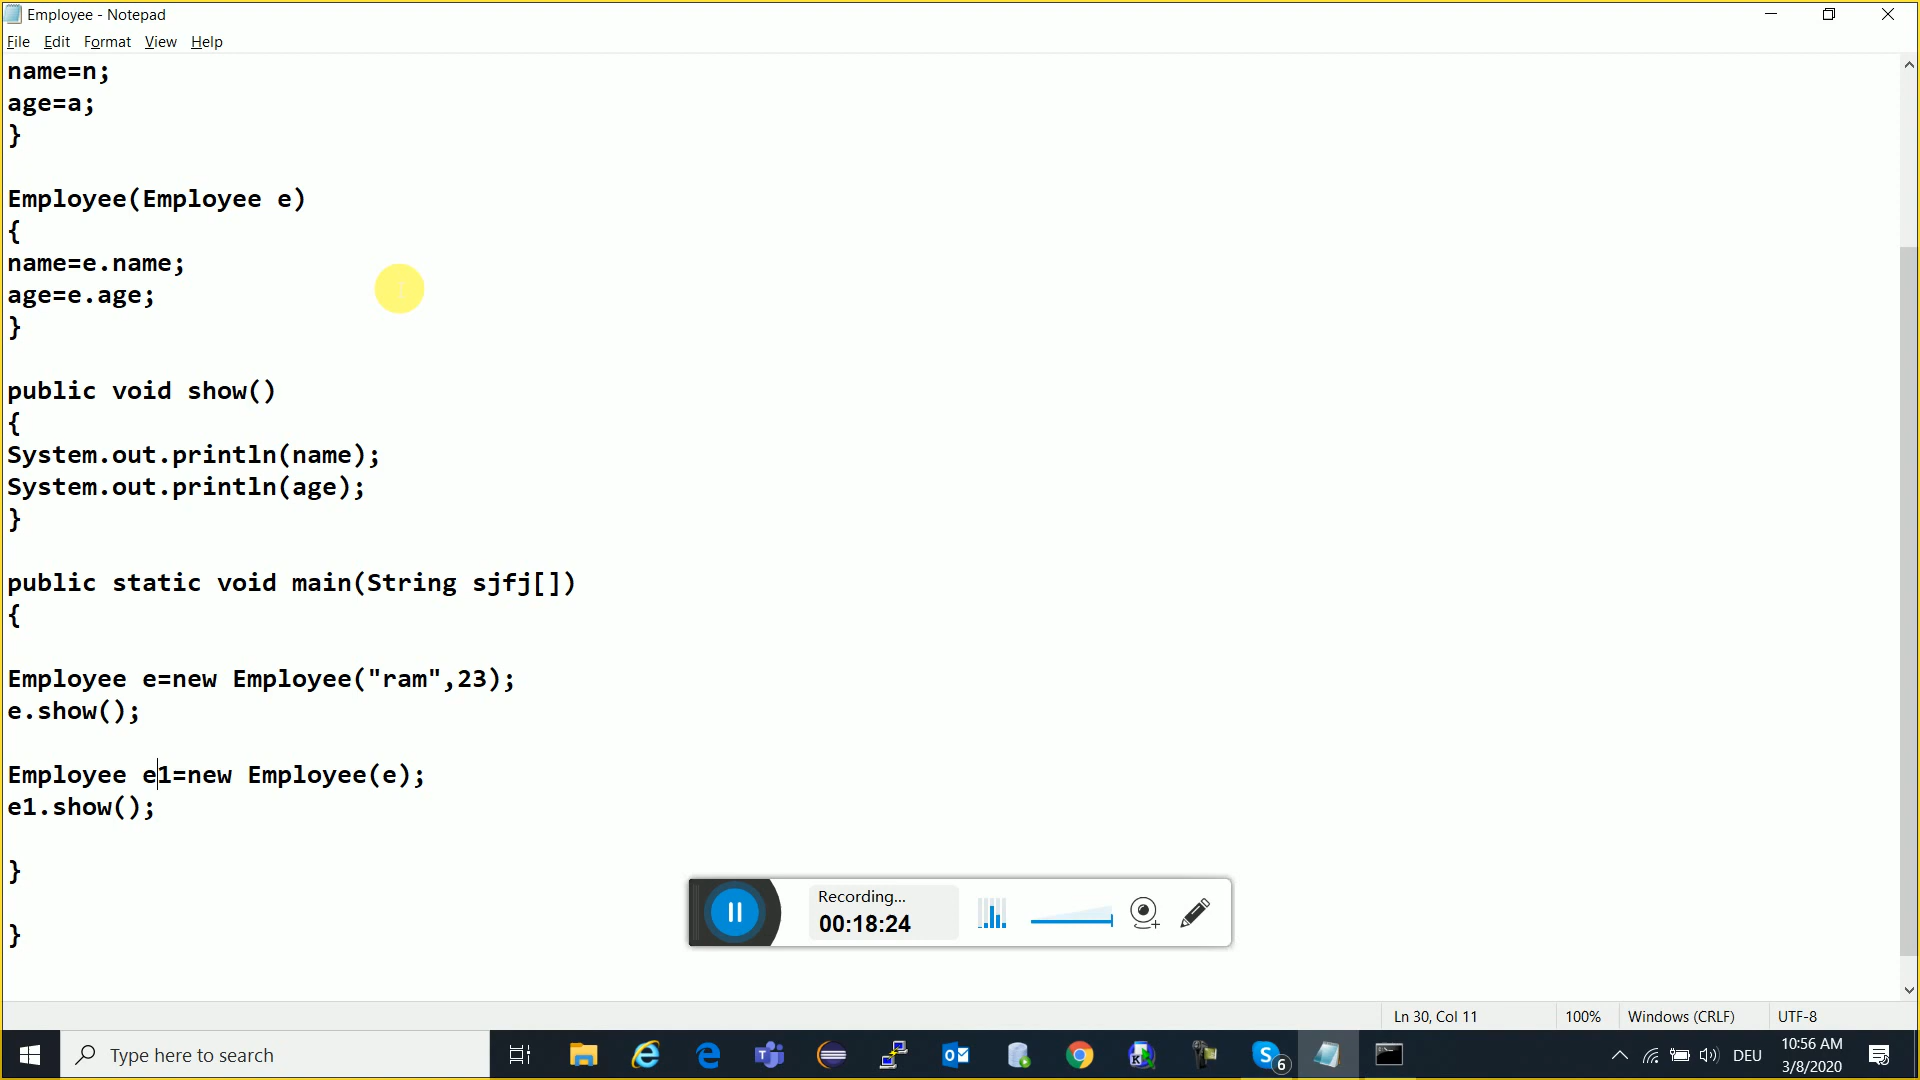 Employee - Notepad
File Edit Format View Help
name=n;
age=a;
}
Employee(Employee e)
{
name=e.name;
age=e.age;
}
public void show()
{
System.out.println(name);
System.out.println(age);
}
public static void main(String sjfj[])
{
Employee e=new Employee("ram",23);
e.show();
Employee e1=new Employee(e);
e1.show();
}
Recording...
00:18:24
}
Ln 30, Col 11 100% Windows (CRLF) UTF-8
Type here to search
6
DEU
10:56 AM
3/8/2020